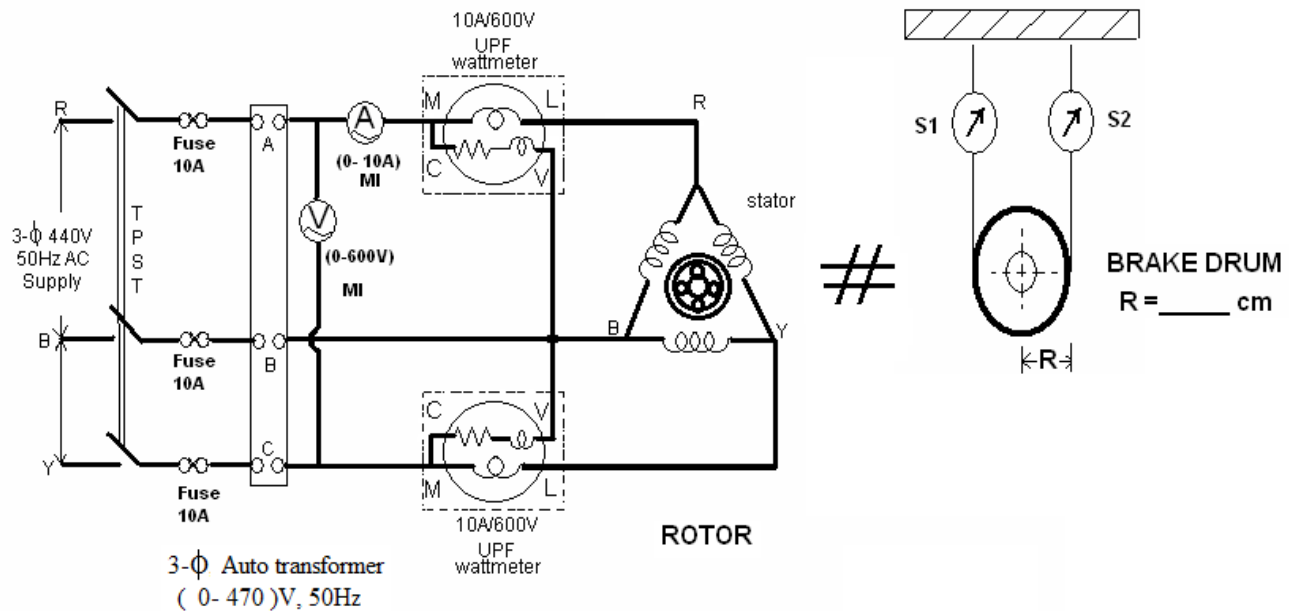 10A/600V
UPF
wattmeter
M
L
R
R
A
Fuse
10A
A
(0- 10A)
MI
C
V
S1
S2
T
P
S
T
3-ϕ 440V
50Hz AC
Supply
V
(0-600V)
MI
stator
BRAKE DRUM
R =_____ cm
B
B
Y
Fuse
10A
B
R
C
V
C
Y
M
L
Fuse
10A
10A/600V
UPF
wattmeter
ROTOR
3-ϕ Auto transformer
( 0- 470 )V, 50Hz